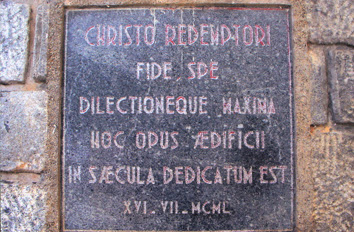 CHRISTO REDEMPTORI
FIDE SPE
DILECTIONEQUE MAXIMA
HOC OPUS ÆDIFICII
IN SÆCULA DEDICATUM EST
XVI - VII - MCML